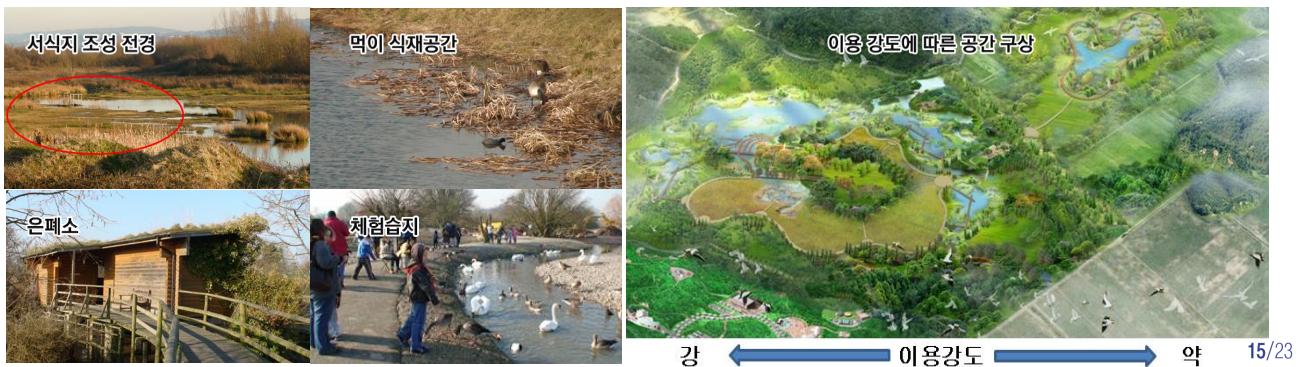 서식지 조성 전경
먹이 식재공간
이용 강도에 따른 공간 구상
은폐소
체험습지
강 이용강도 약
15/23